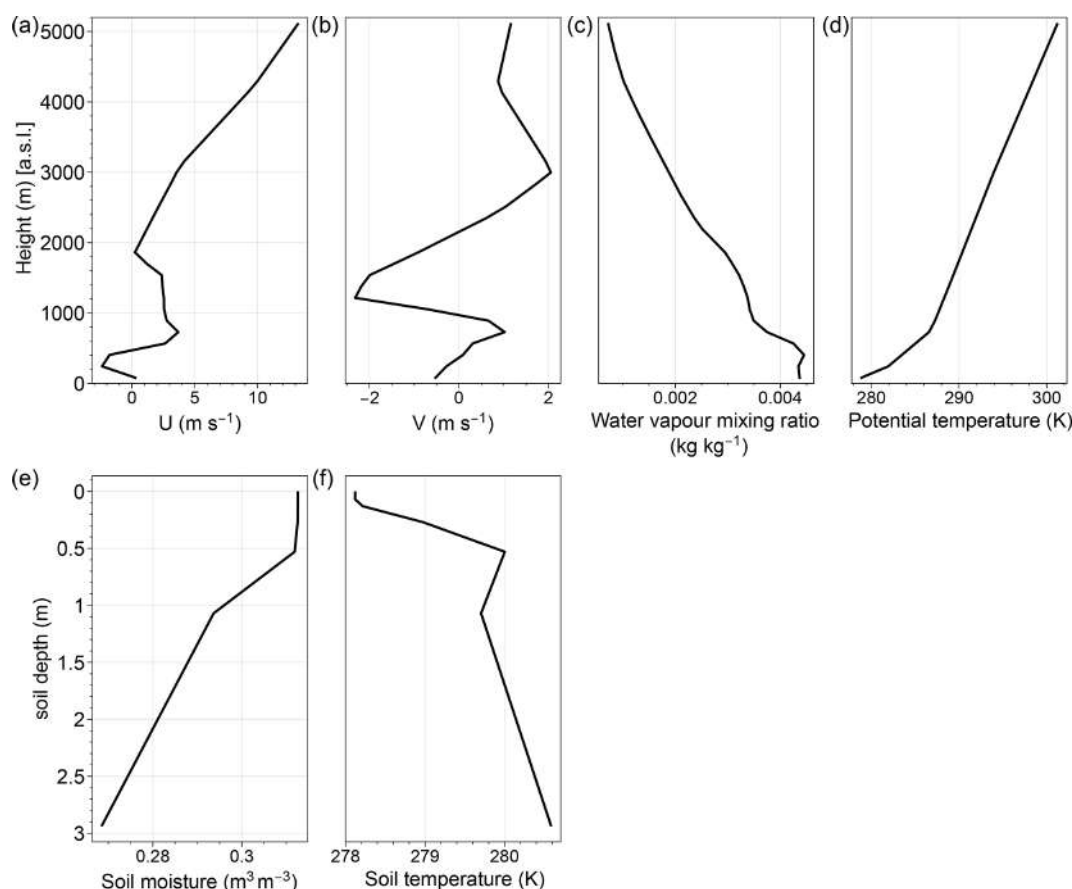 (a)
(b)
(c)
(d)
5000
4000
3000
2000
1000
0
Height (m) [a.s.l.]
0 5 10
U (m s⁻¹)
−2 0 2
V (m s⁻¹)
0.002 0.004
Water vapour mixing ratio
(kg kg⁻¹)
280 290 300
Potential temperature (K)
(e)
(f)
0
0.5
1
1.5
2
2.5
3
soil depth (m)
0.28 0.3
Soil moisture (m³ m⁻³)
278 279 280
Soil temperature (K)